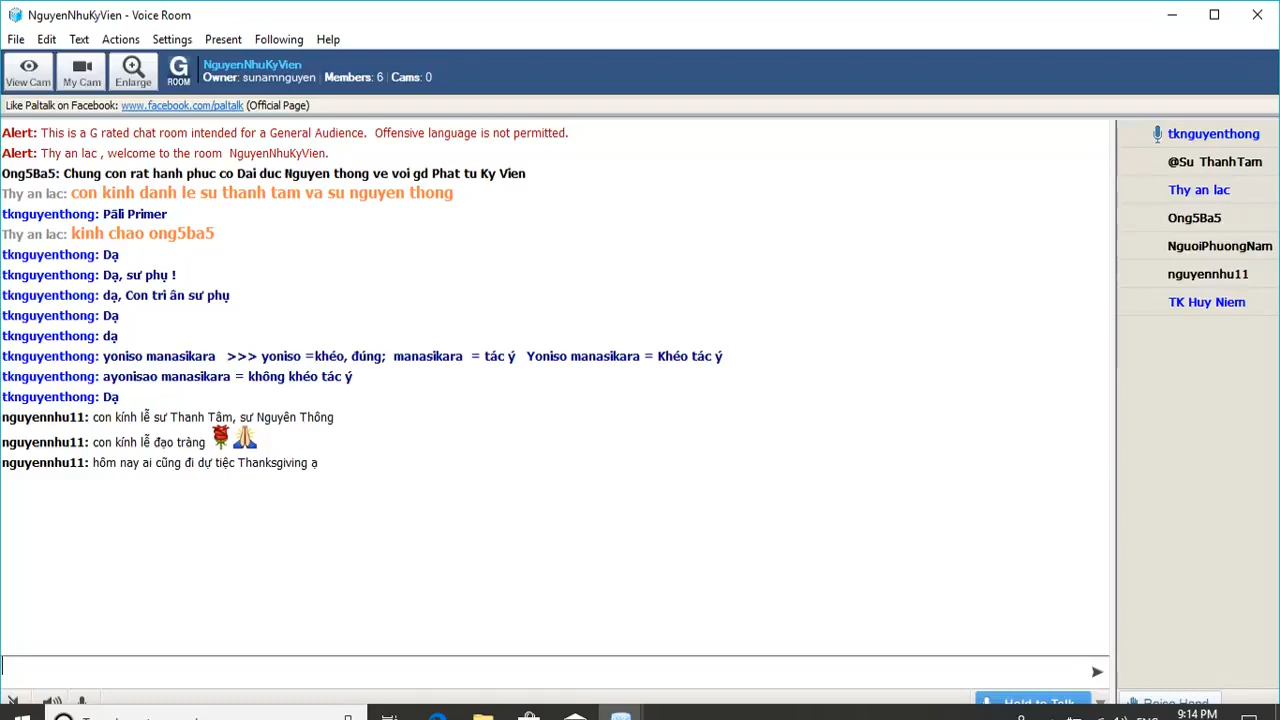 NguyenNhuKyVien - Voice Room
File Edit Text Actions Settings Present Following Help
View Cam My Cam Enlarge G ROOM
NguyenNhuKyVien
Owner: sunamnguyen Members: 6 Cams: 0
Like Paltalk on Facebook: www.facebook.com/paltalk (Official Page)
Alert: This is a G rated chat room intended for a General Audience. Offensive language is not permitted.
Alert: Thy an lac , welcome to the room NguyenNhuKyVien.
Ong5Ba5: Chung con rat hanh phuc co Dai duc Nguyen thong ve voi gd Phat tu Ky Vien
Thy an lac: con kinh danh le su thanh tam va su nguyen thong
tknguyenthong: Pāli Primer
Thy an lac: kinh chao ong5ba5
tknguyenthong: Dạ
tknguyenthong: Dạ, sư phụ !
tknguyenthong: dạ, Con tri ân sư phụ
tknguyenthong: Dạ
tknguyenthong: dạ
tknguyenthong: yoniso manasikara >>> yoniso =khéo, đúng; manasikara = tác ý Yoniso manasikara = Khéo tác ý
tknguyenthong: ayonisao manasikara = không khéo tác ý
tknguyenthong: Dạ
nguyennhu11: con kính lễ sư Thanh Tâm, sư Nguyên Thông
nguyennhu11: con kính lễ đạo tràng
nguyennhu11: hôm nay ai cũng đi dự tiệc Thanksgiving ạ
tknguyenthong
@Su ThanhTam
Thy an lac
Ong5Ba5
NguoiPhuongNam
nguyennhu11
TK Huy Niem
Hold to Talk
Raise Hand
9:14 PM